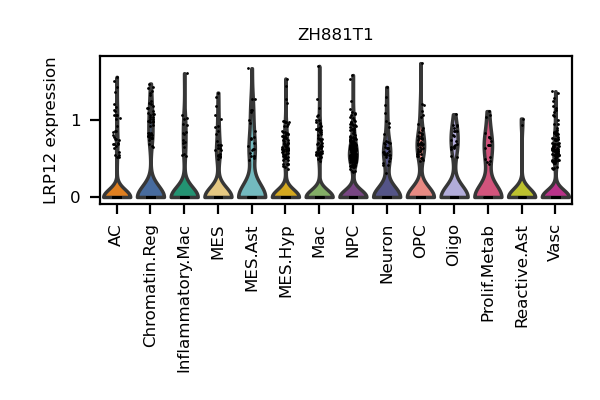 ZH881T1
LRP12 expression
1
0
AC
Chromatin.Reg
Inflammatory.Mac
MES
MES.Ast
MES.Hyp
Mac
NPC
Neuron
OPC
Oligo
Prolif.Metab
Reactive.Ast
Vasc